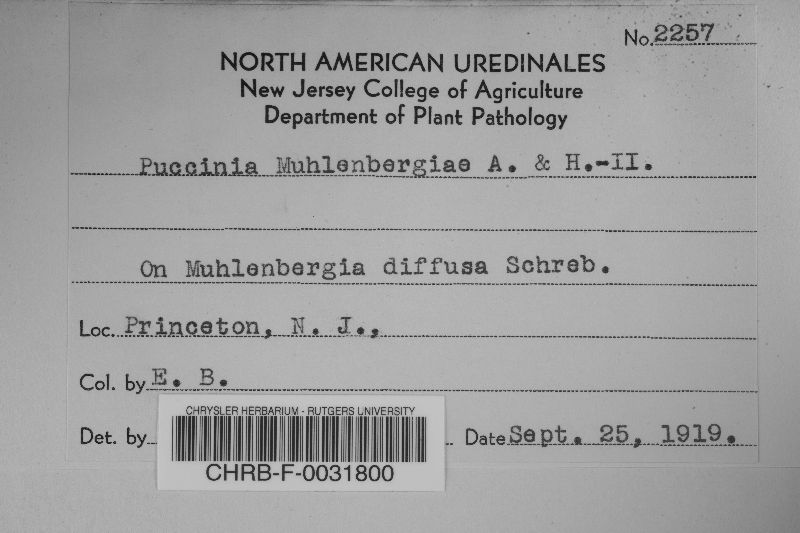 No. 2257
NORTH AMERICAN UREDINALES
New Jersey College of Agriculture
Department of Plant Pathology
Puccinia Muhlenbergiae A. & H.-II.
On Muhlenbergia diffusa Schreb.
Loc. Princeton, N. J.,
Col. by E. B.
Det. by Date Sept. 25, 1919.
CHRYSLER HERBARIUM - RUTGERS UNIVERSITY
CHRB-F-0031800